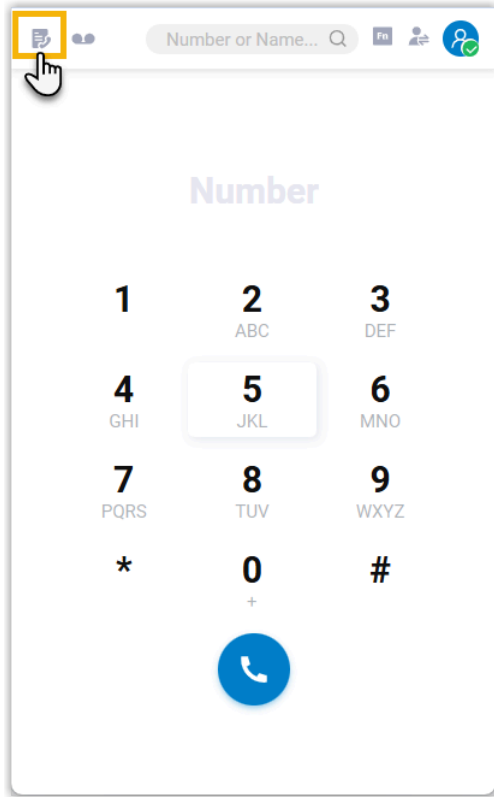 Number or Name... Fn
Number
1 2 3
ABC DEF
4 5 6
GHI JKL MNO
7 8 9
PQRS TUV WXYZ
* 0 #
+